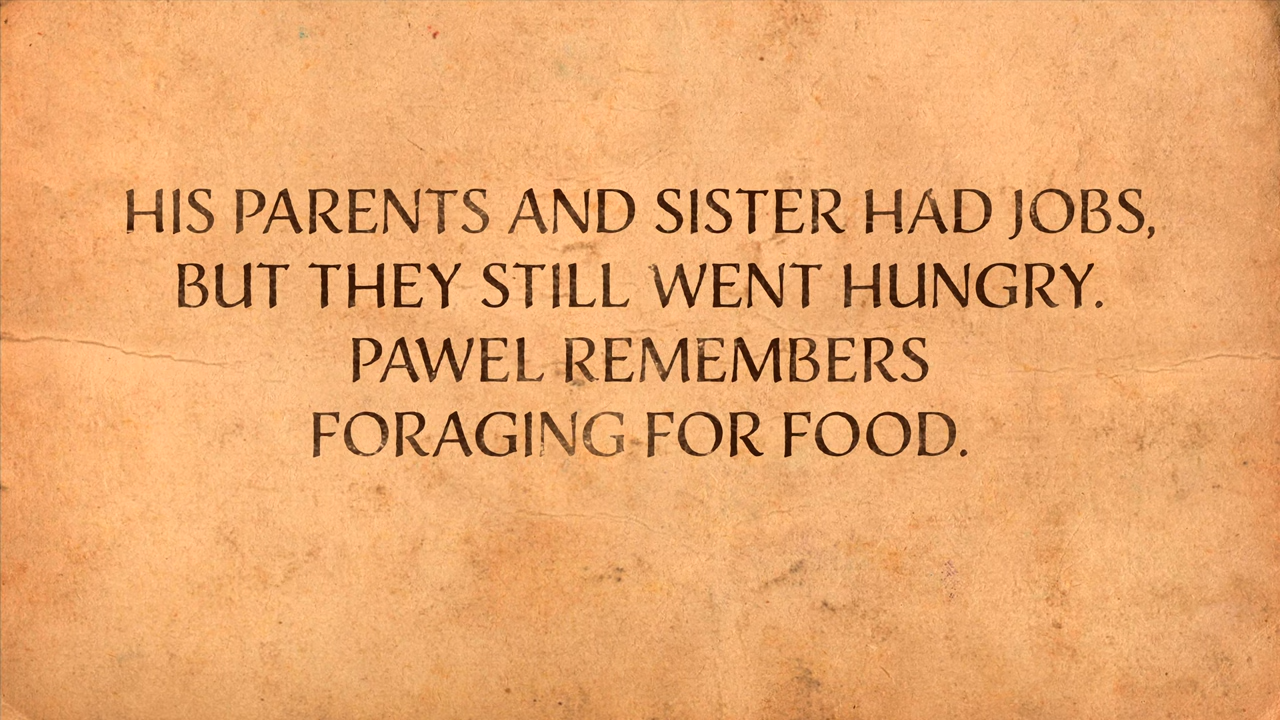 HIS PARENTS AND SISTER HAD JOBS,
BUT THEY STILL WENT HUNGRY.
PAWEL REMEMBERS
FORAGING FOR FOOD.